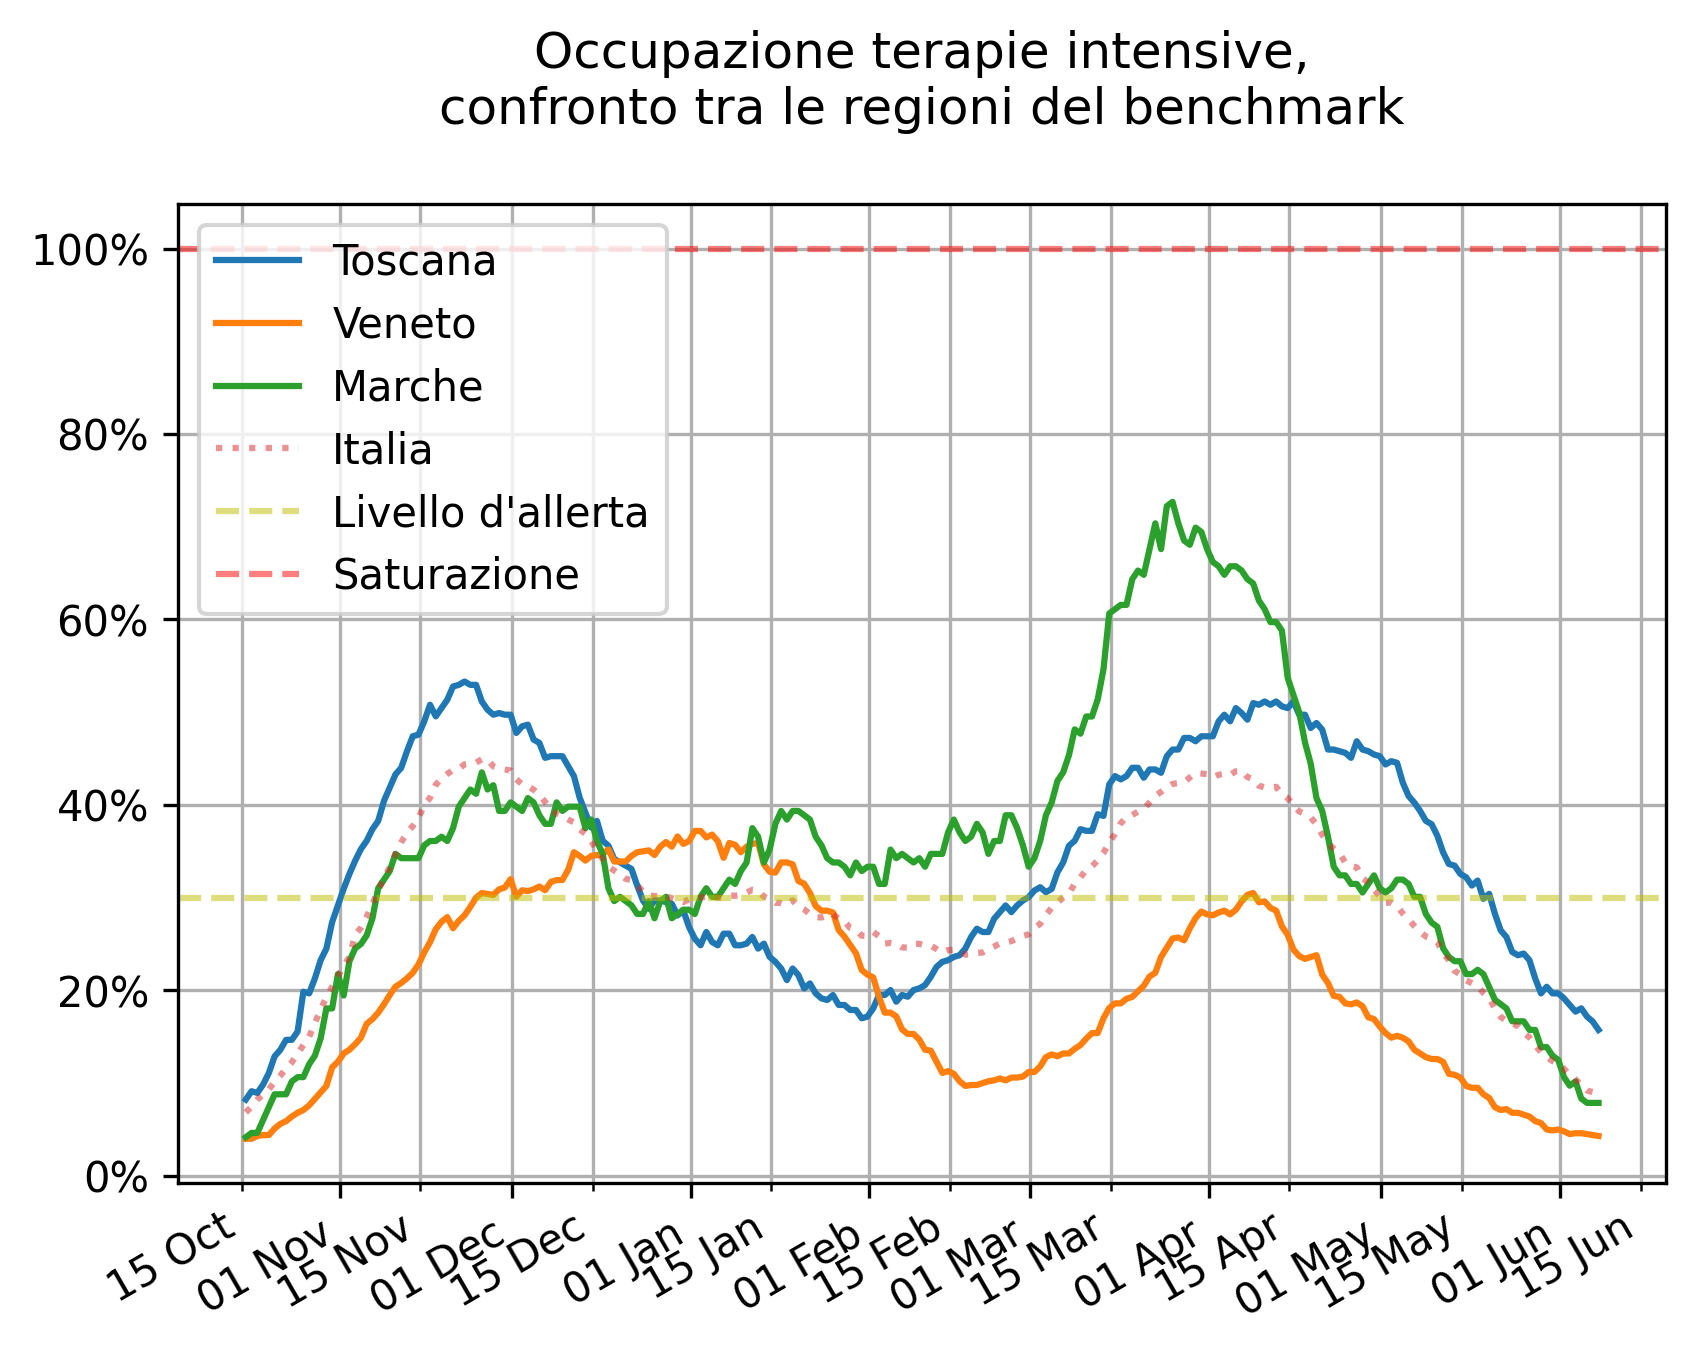 Occupazione terapie intensive,
confronto tra le regioni del benchmark
100%
80%
60%
40%
20%
0%
Toscana
Veneto
Marche
Italia
Livello d'allerta
Saturazione
15 Oct
01 Nov
15 Nov
01 Dec
15 Dec
01 Jan
15 Jan
01 Feb
15 Feb
01 Mar
15 Mar
01 Apr
15 Apr
01 May
15 May
01 Jun
15 Jun